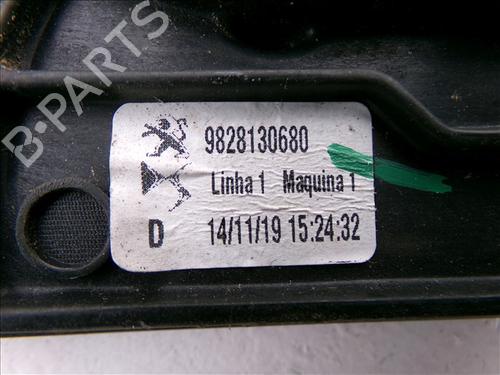 9828130680
Linha 1 Maquina 1
D 14/11/19 15:24:32
B-PARTS